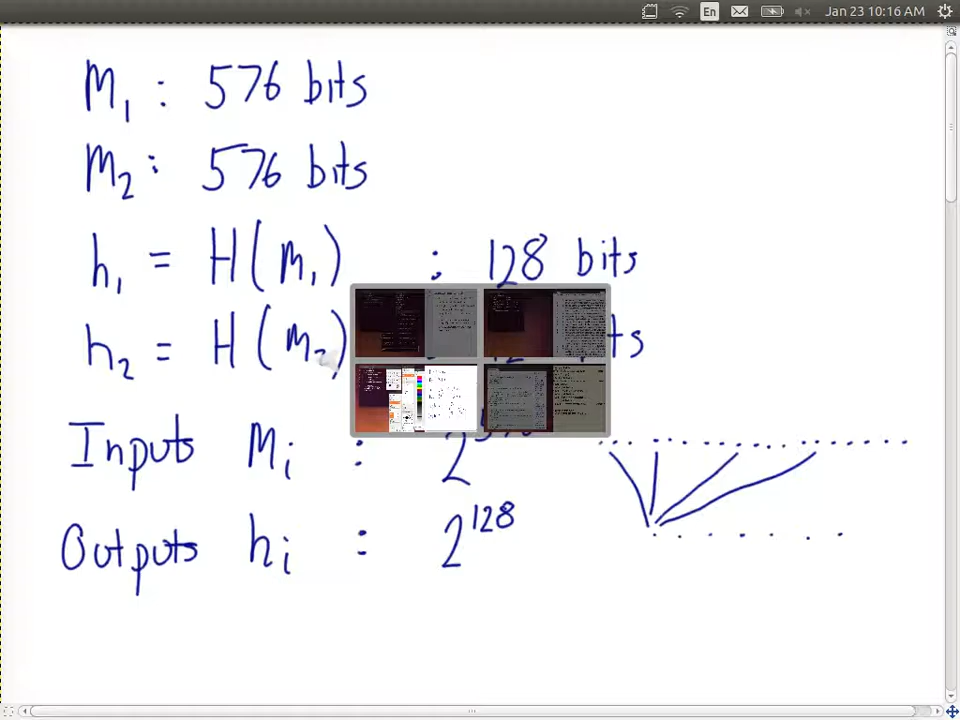 En Jan 23 10:16 AM
M₁ : 576 bits
M₂ : 576 bits
h₁ = H(m₁) : 128 bits
h₂ = H(m₂)
Inputs Mᵢ : 2
Outputs hᵢ : 2¹²⁸